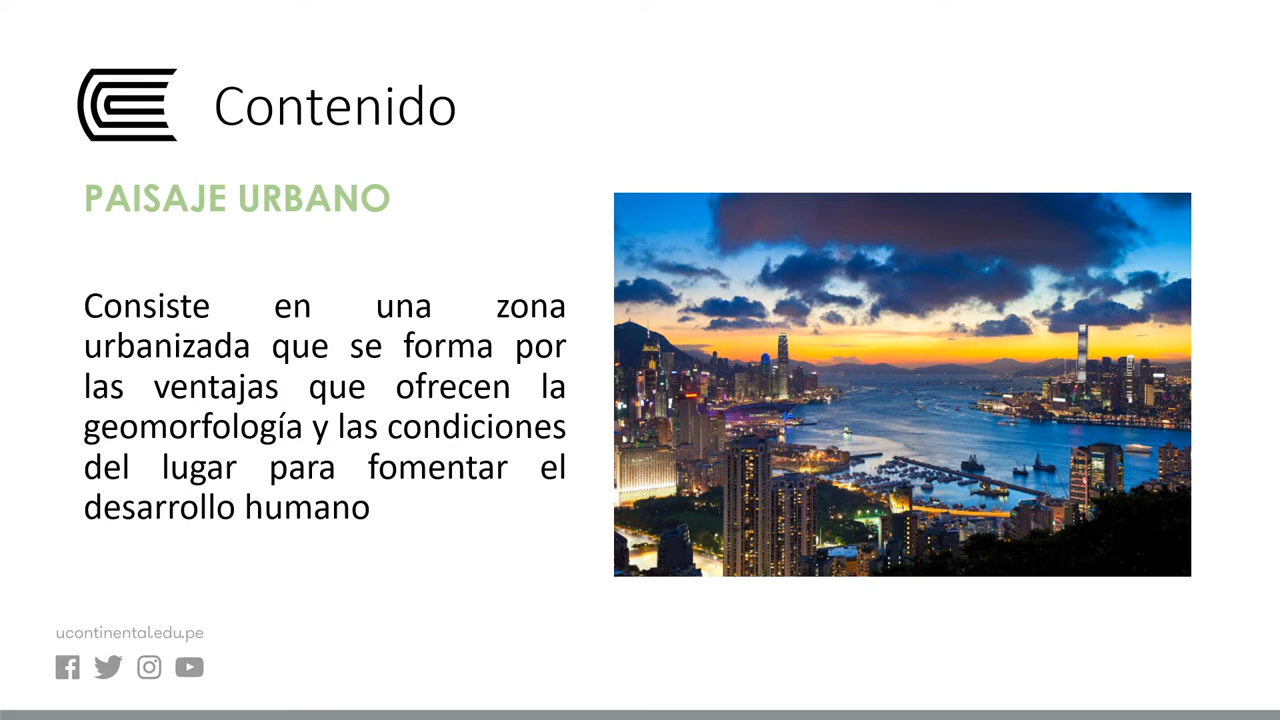 Contenido
PAISAJE URBANO
Consiste en una zona
urbanizada que se forma por
las ventajas que ofrecen la
geomorfología y las condiciones
del lugar para fomentar el
desarrollo humano
ucontinental.edu.pe